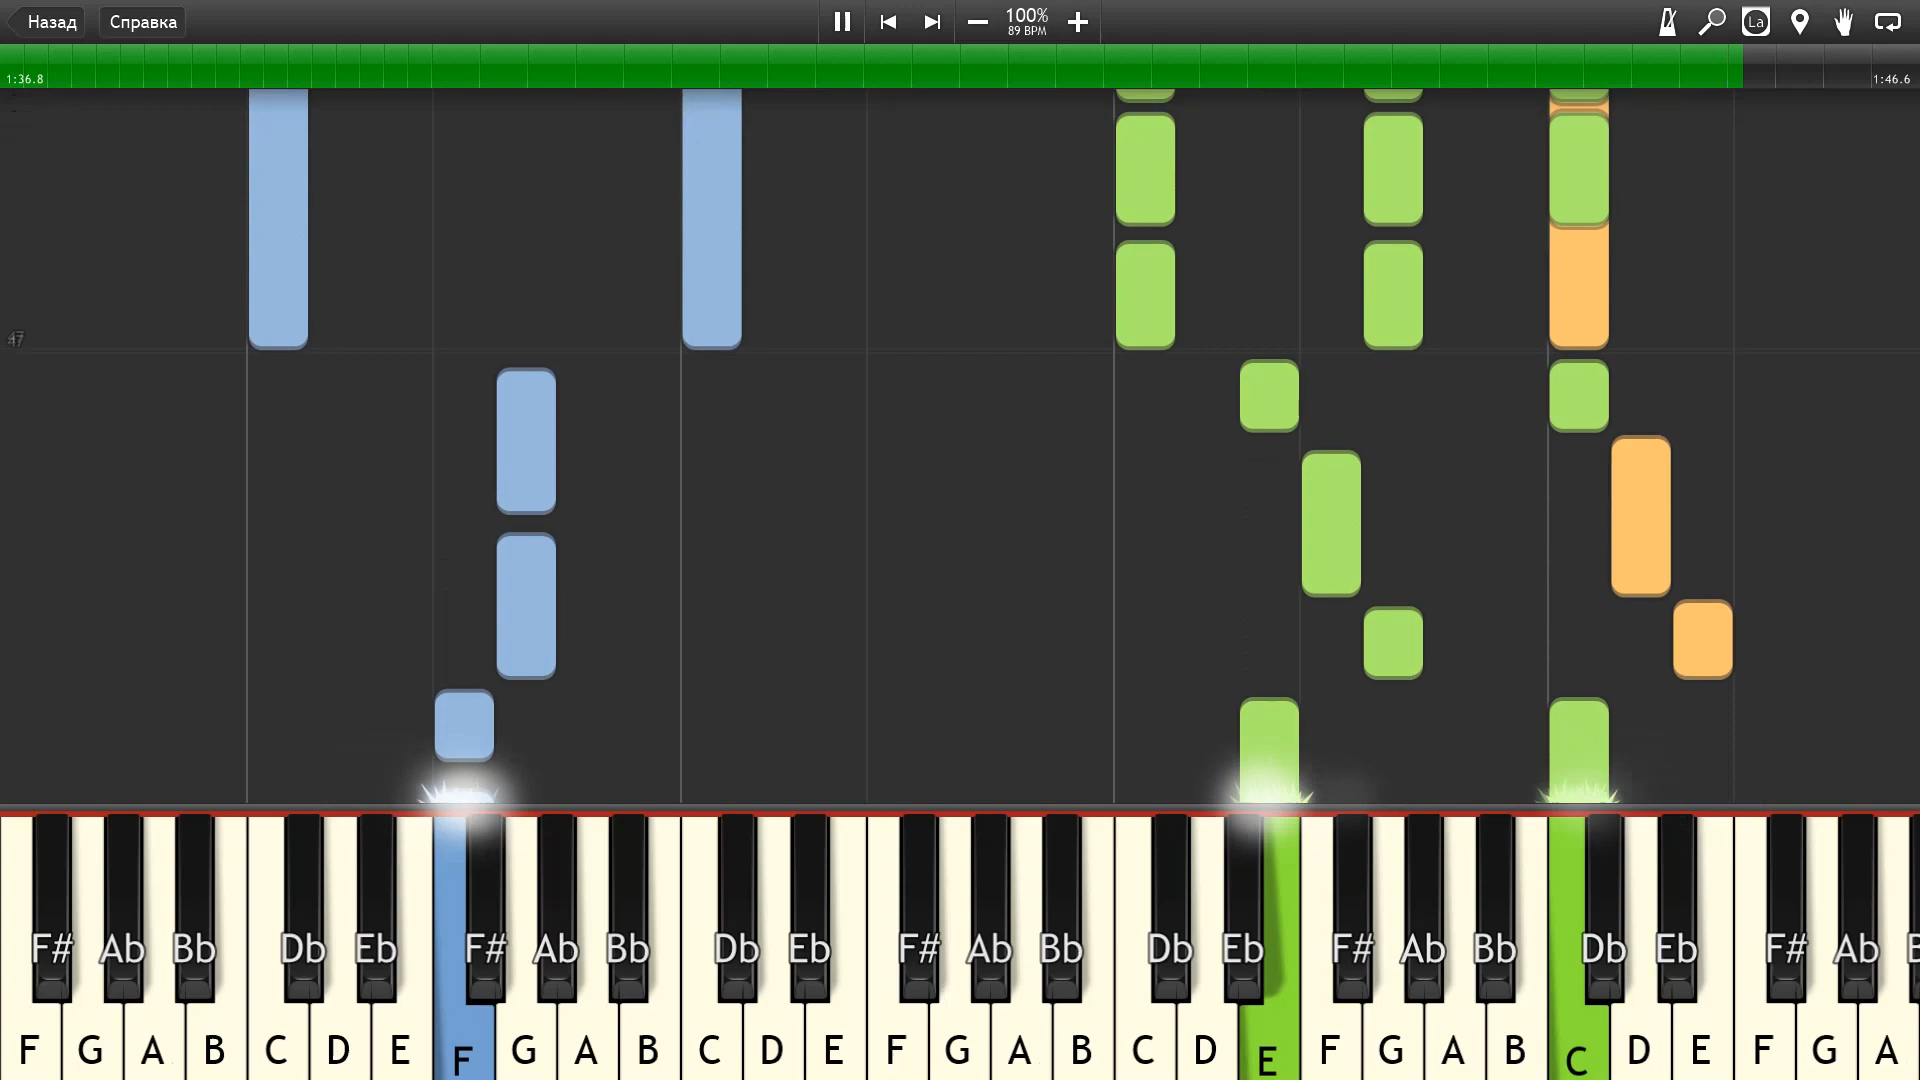 Назад Справка 100% La
89 BPM
1:36.8 1:46.6
47
F# Ab Bb Db Eb F# Ab Bb Db Eb F# Ab Bb Db Eb F# Ab Bb Db Eb F# Ab B
F G A B C D E F G A B C D E F G A B C D E F G A B C D E F G A